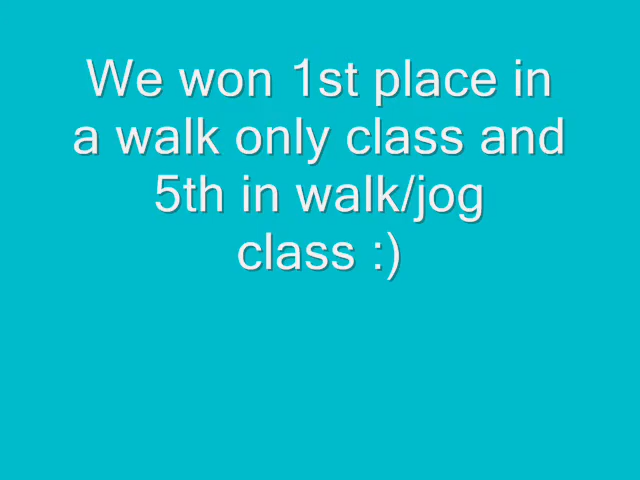 We won 1st place in
a walk only class and
5th in walk/jog
class :)